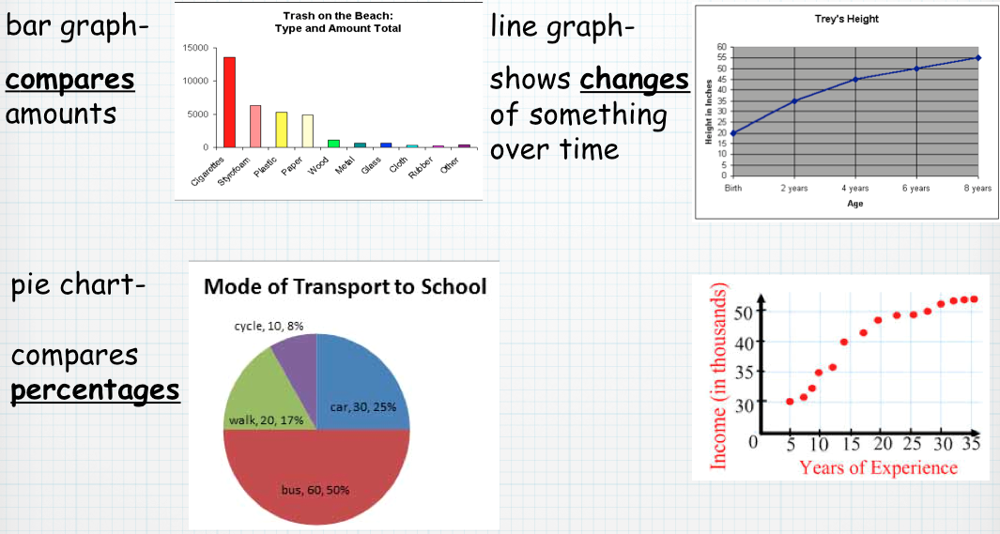 bar graph-
compares
amounts
Trash on the Beach:
Type and Amount Total
15000
10000
5000
0
Cigarettes
Styrofoam
Plastic
Paper
Wood
Metal
Glass
Cloth
Rubber
Other
line graph-
shows changes
of something
over time
Trey's Height
Height in Inches
60
55
50
45
40
35
30
25
20
15
10
5
0
Birth 2 years 4 years 6 years 8 years
Age
pie chart-
compares
percentages
Mode of Transport to School
cycle, 10, 8%
car, 30, 25%
walk, 20, 17%
bus, 60, 50%
Income (in thousands)
50
40
35
30
0 5 10 15 20 25 30 35
Years of Experience